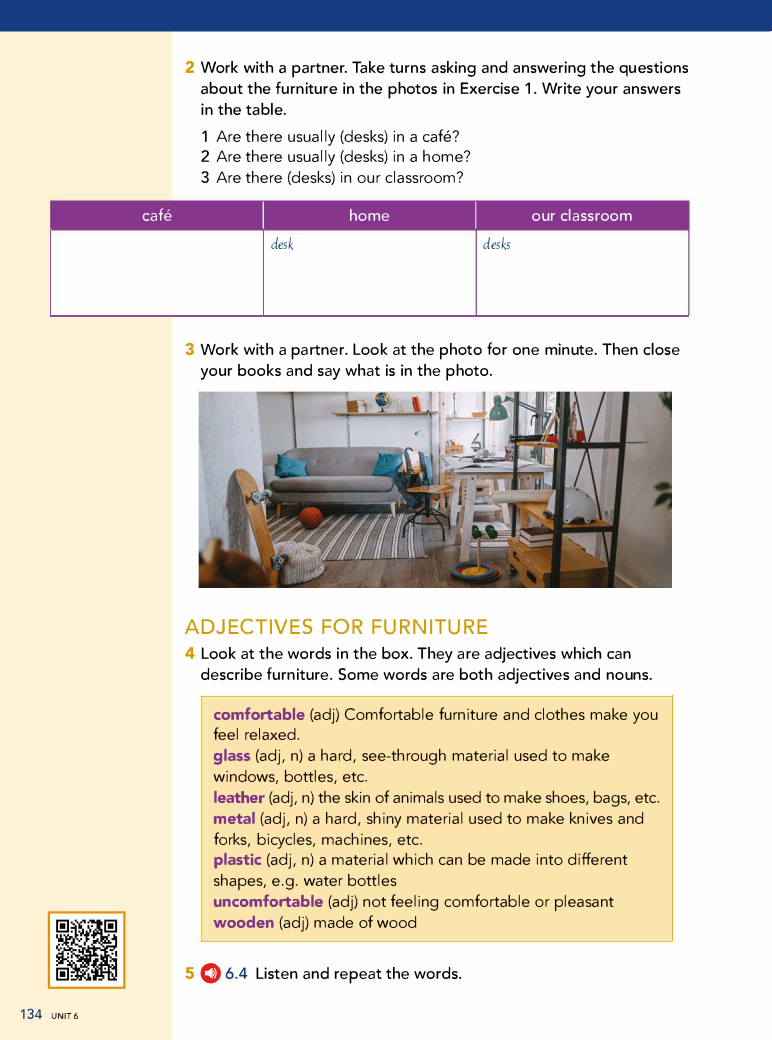 2 Work with a partner. Take turns asking and answering the questions
about the furniture in the photos in Exercise 1. Write your answers
in the table.
1 Are there usually (desks) in a café?
2 Are there usually (desks) in a home?
3 Are there (desks) in our classroom?
café home our classroom
desk desks
3 Work with a partner. Look at the photo for one minute. Then close
your books and say what is in the photo.
ADJECTIVES FOR FURNITURE
4 Look at the words in the box. They are adjectives which can
describe furniture. Some words are both adjectives and nouns.
comfortable (adj) Comfortable furniture and clothes make you
feel relaxed.
glass (adj, n) a hard, see-through material used to make
windows, bottles, etc.
leather (adj, n) the skin of animals used to make shoes, bags, etc.
metal (adj, n) a hard, shiny material used to make knives and
forks, bicycles, machines, etc.
plastic (adj, n) a material which can be made into different
shapes, e.g. water bottles
uncomfortable (adj) not feeling comfortable or pleasant
wooden (adj) made of wood
5 6.4 Listen and repeat the words.
134 UNIT 6